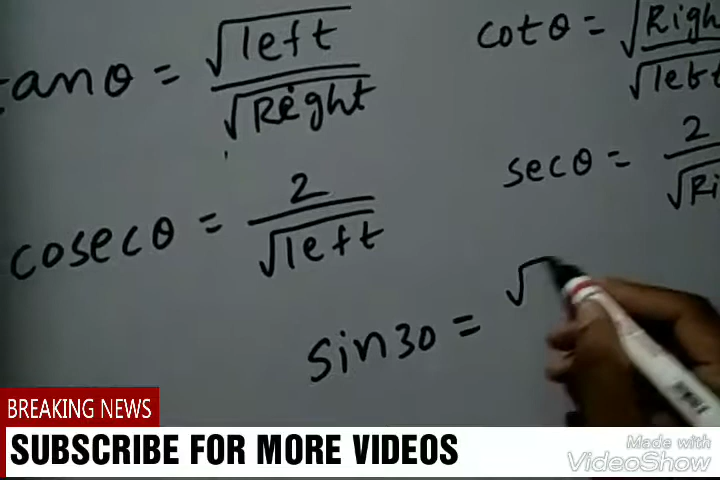 tanθ = √left / √Reight
cotθ = √Righ / √left
cosecθ = 2 / √left
secθ = 2 / √Ri
sin30 = √
BREAKING NEWS
SUBSCRIBE FOR MORE VIDEOS
Made with
VideoShow